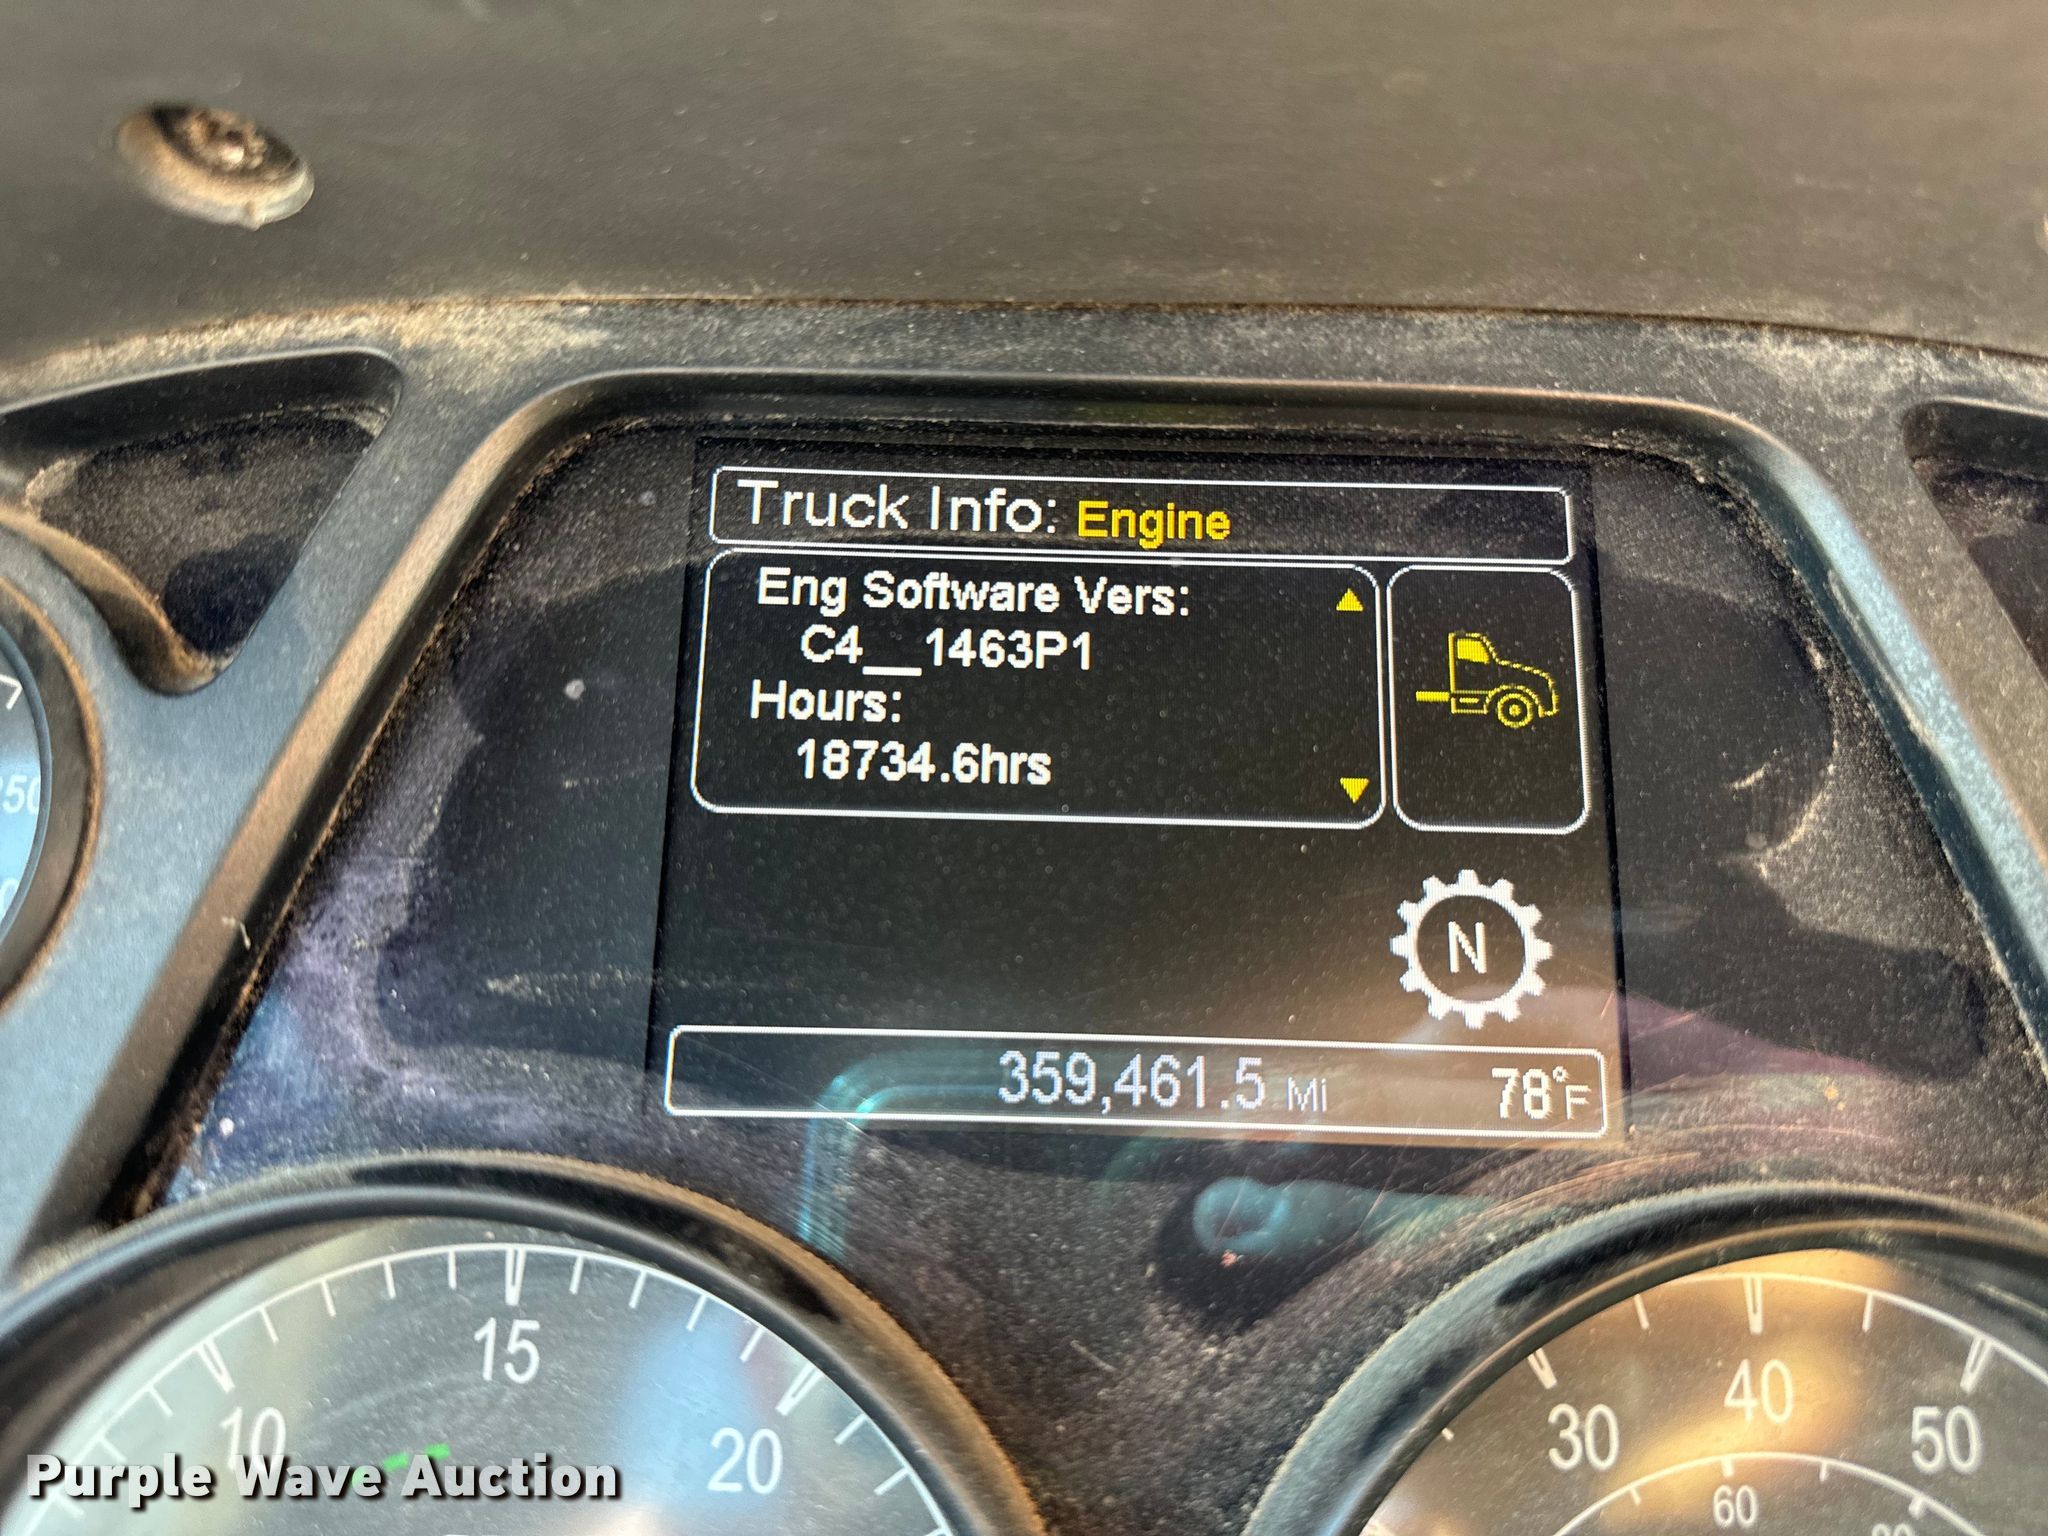 Truck Info: Engine
Eng Software Vers:
C4__1463P1
Hours:
18734.6hrs
N
359,461.5 Mi 78°F
15
10
20
30
40
50
60
Purple Wave Auction